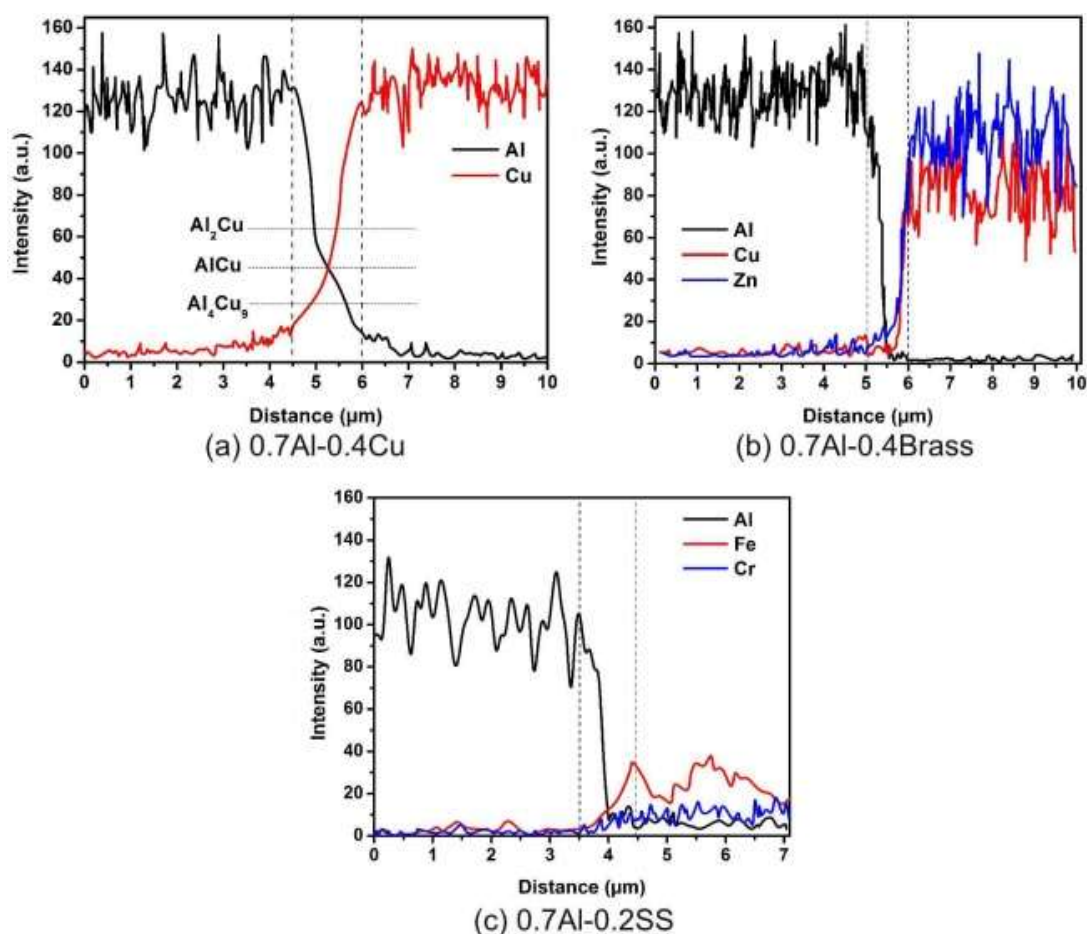 160
140
120
100
80
60
40
20
0
Intensity (a.u.)
Al
Cu
Al₂Cu
AlCu
Al₄Cu₉
0 1 2 3 4 5 6 7 8 9 10
Distance (µm)
(a) 0.7Al-0.4Cu
160
140
120
100
80
60
40
20
0
Intensity (a.u.)
Al
Cu
Zn
0 1 2 3 4 5 6 7 8 9 10
Distance (µm)
(b) 0.7Al-0.4Brass
160
140
120
100
80
60
40
20
0
Intensity (a.u.)
Al
Fe
Cr
0 1 2 3 4 5 6 7
Distance (µm)
(c) 0.7Al-0.2SS